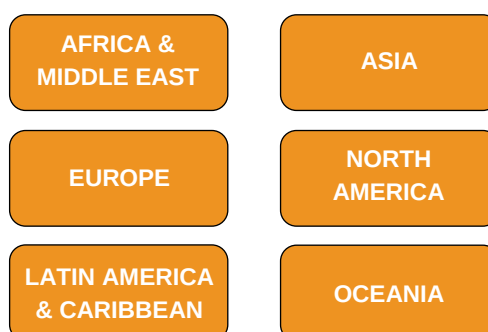 AFRICA &
MIDDLE EAST
ASIA
EUROPE
NORTH
AMERICA
LATIN AMERICA
& CARIBBEAN
OCEANIA